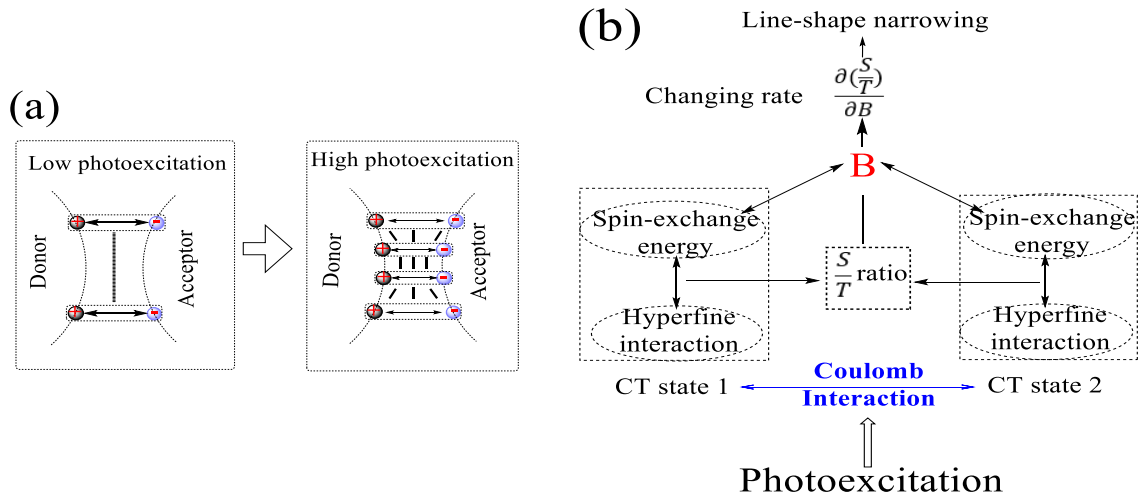 (a)
Low photoexcitation
Donor
Acceptor
High photoexcitation
Donor
Acceptor
(b)
Line-shape narrowing
Changing rate ∂(S/T)/∂B
B
Spin-exchange
energy
Hyperfine
interaction
S/T ratio
Spin-exchange
energy
Hyperfine
interaction
CT state 1
Coulomb
Interaction
CT state 2
Photoexcitation